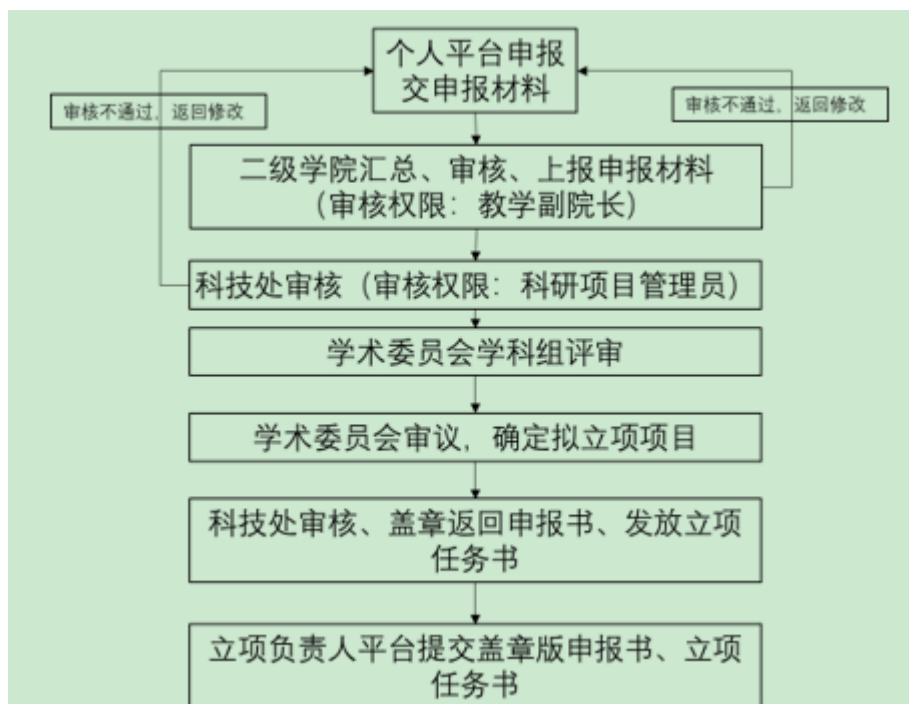 个人平台申报
交申报材料
审核不通过，返回修改
审核不通过，返回修改
二级学院汇总、审核、上报申报材料
（审核权限：教学副院长）
科技处审核（审核权限：科研项目管理员）
学术委员会学科组评审
学术委员会审议，确定拟立项项目
科技处审核、盖章返回申报书、发放立项
任务书
立项负责人平台提交盖章版申报书、立项
任务书